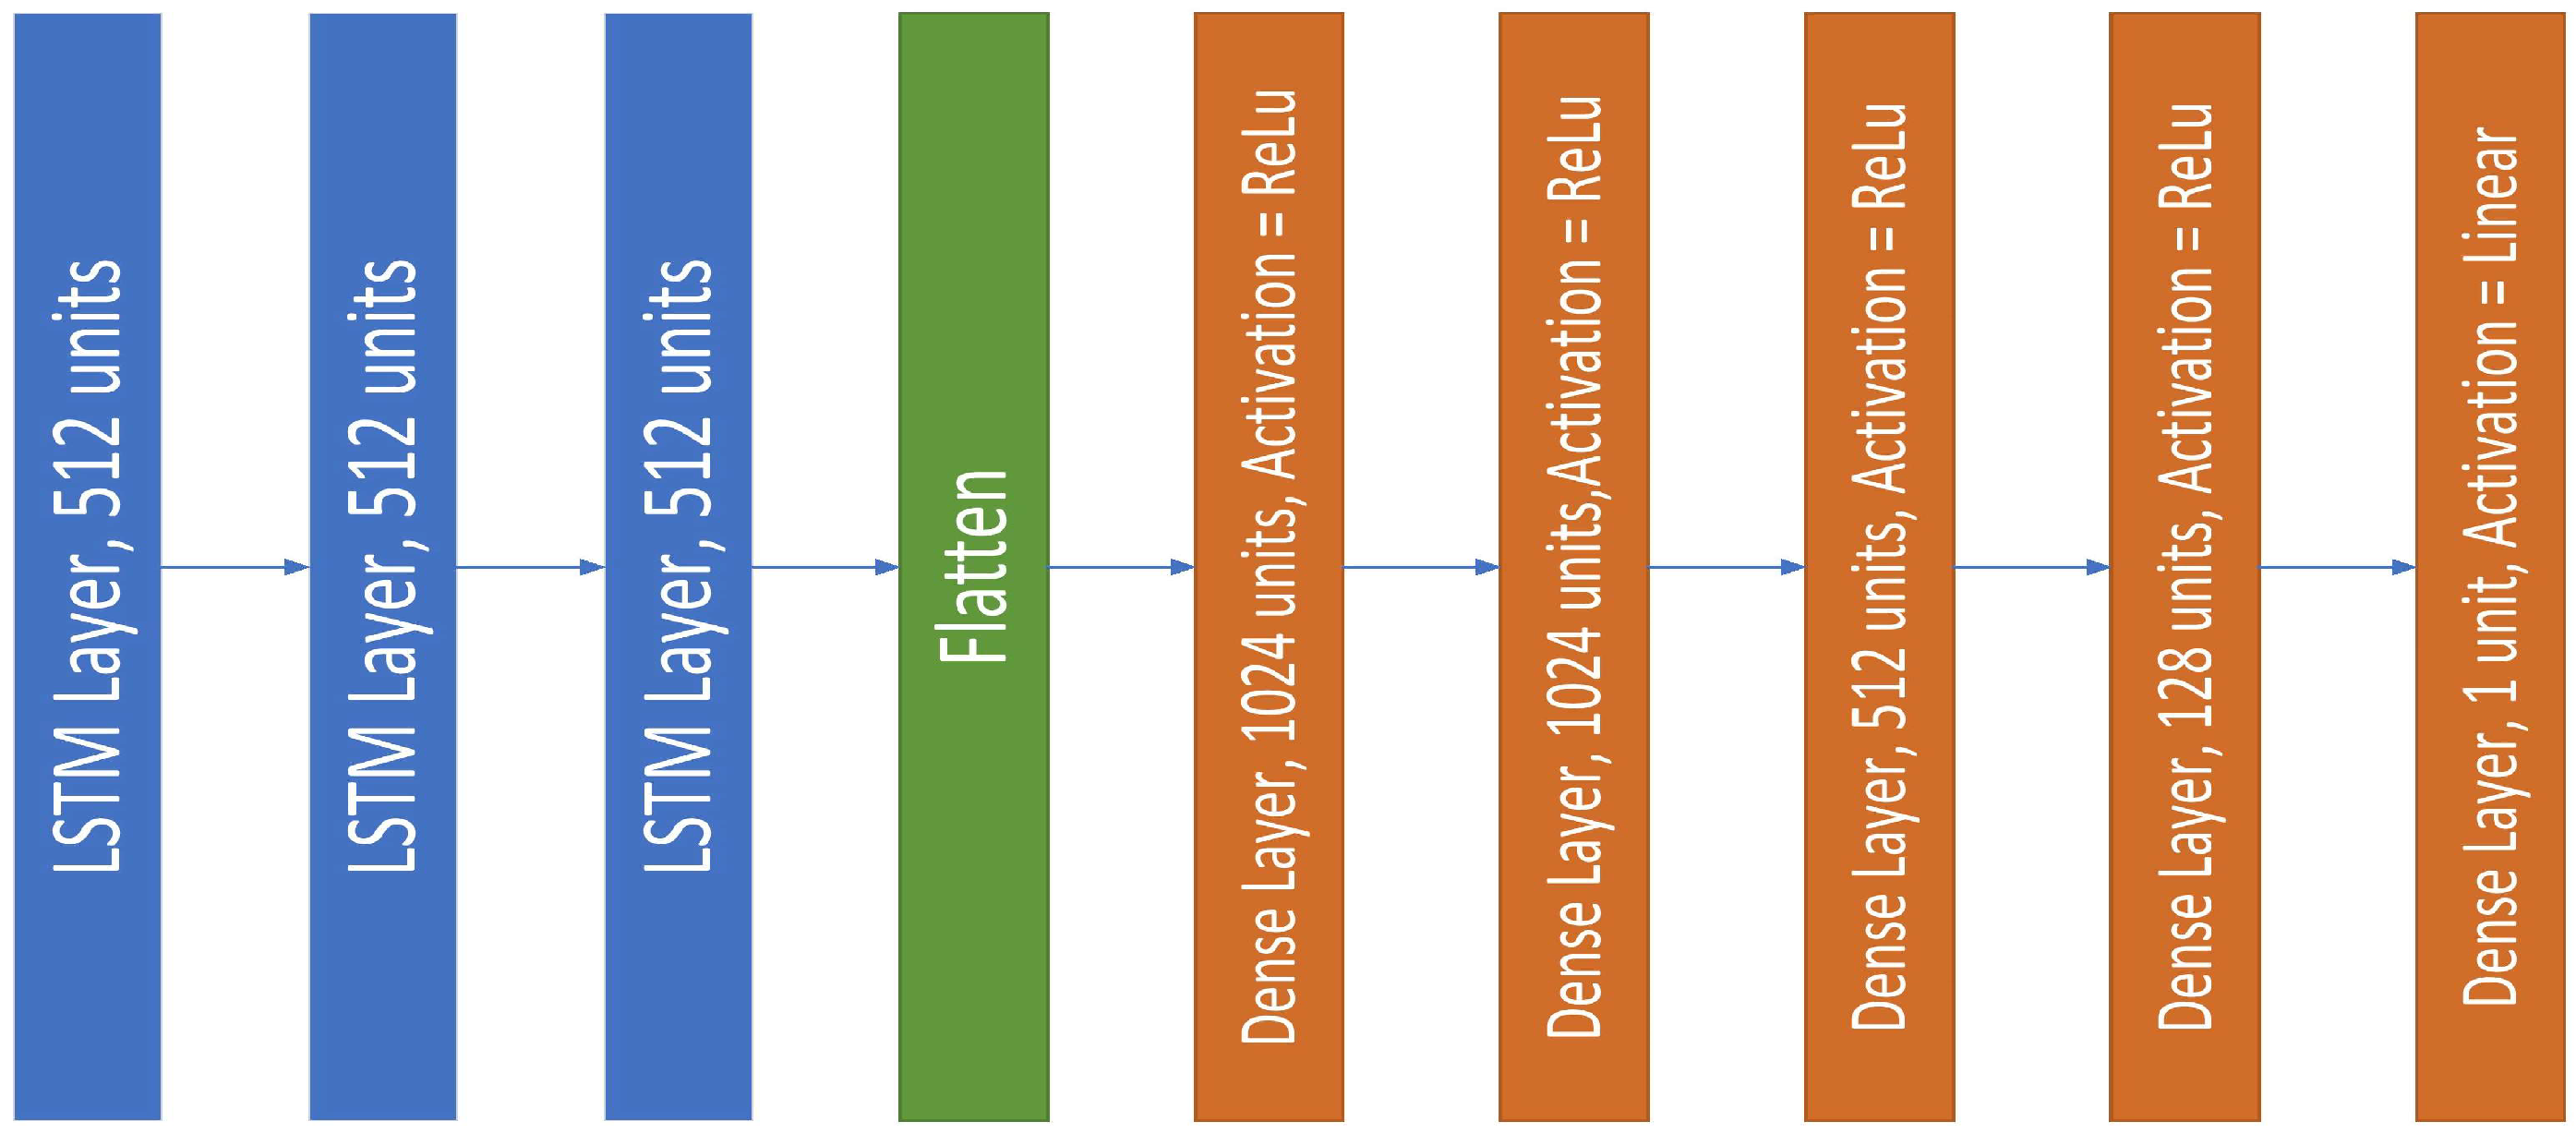 LSTM Layer, 512 units
LSTM Layer, 512 units
LSTM Layer, 512 units
Flatten
Dense Layer, 1024 units, Activation = ReLu
Dense Layer, 1024 units,Activation = ReLu
Dense Layer, 512 units, Activation = ReLu
Dense Layer, 128 units, Activation = ReLu
Dense Layer, 1 unit, Activation = Linear